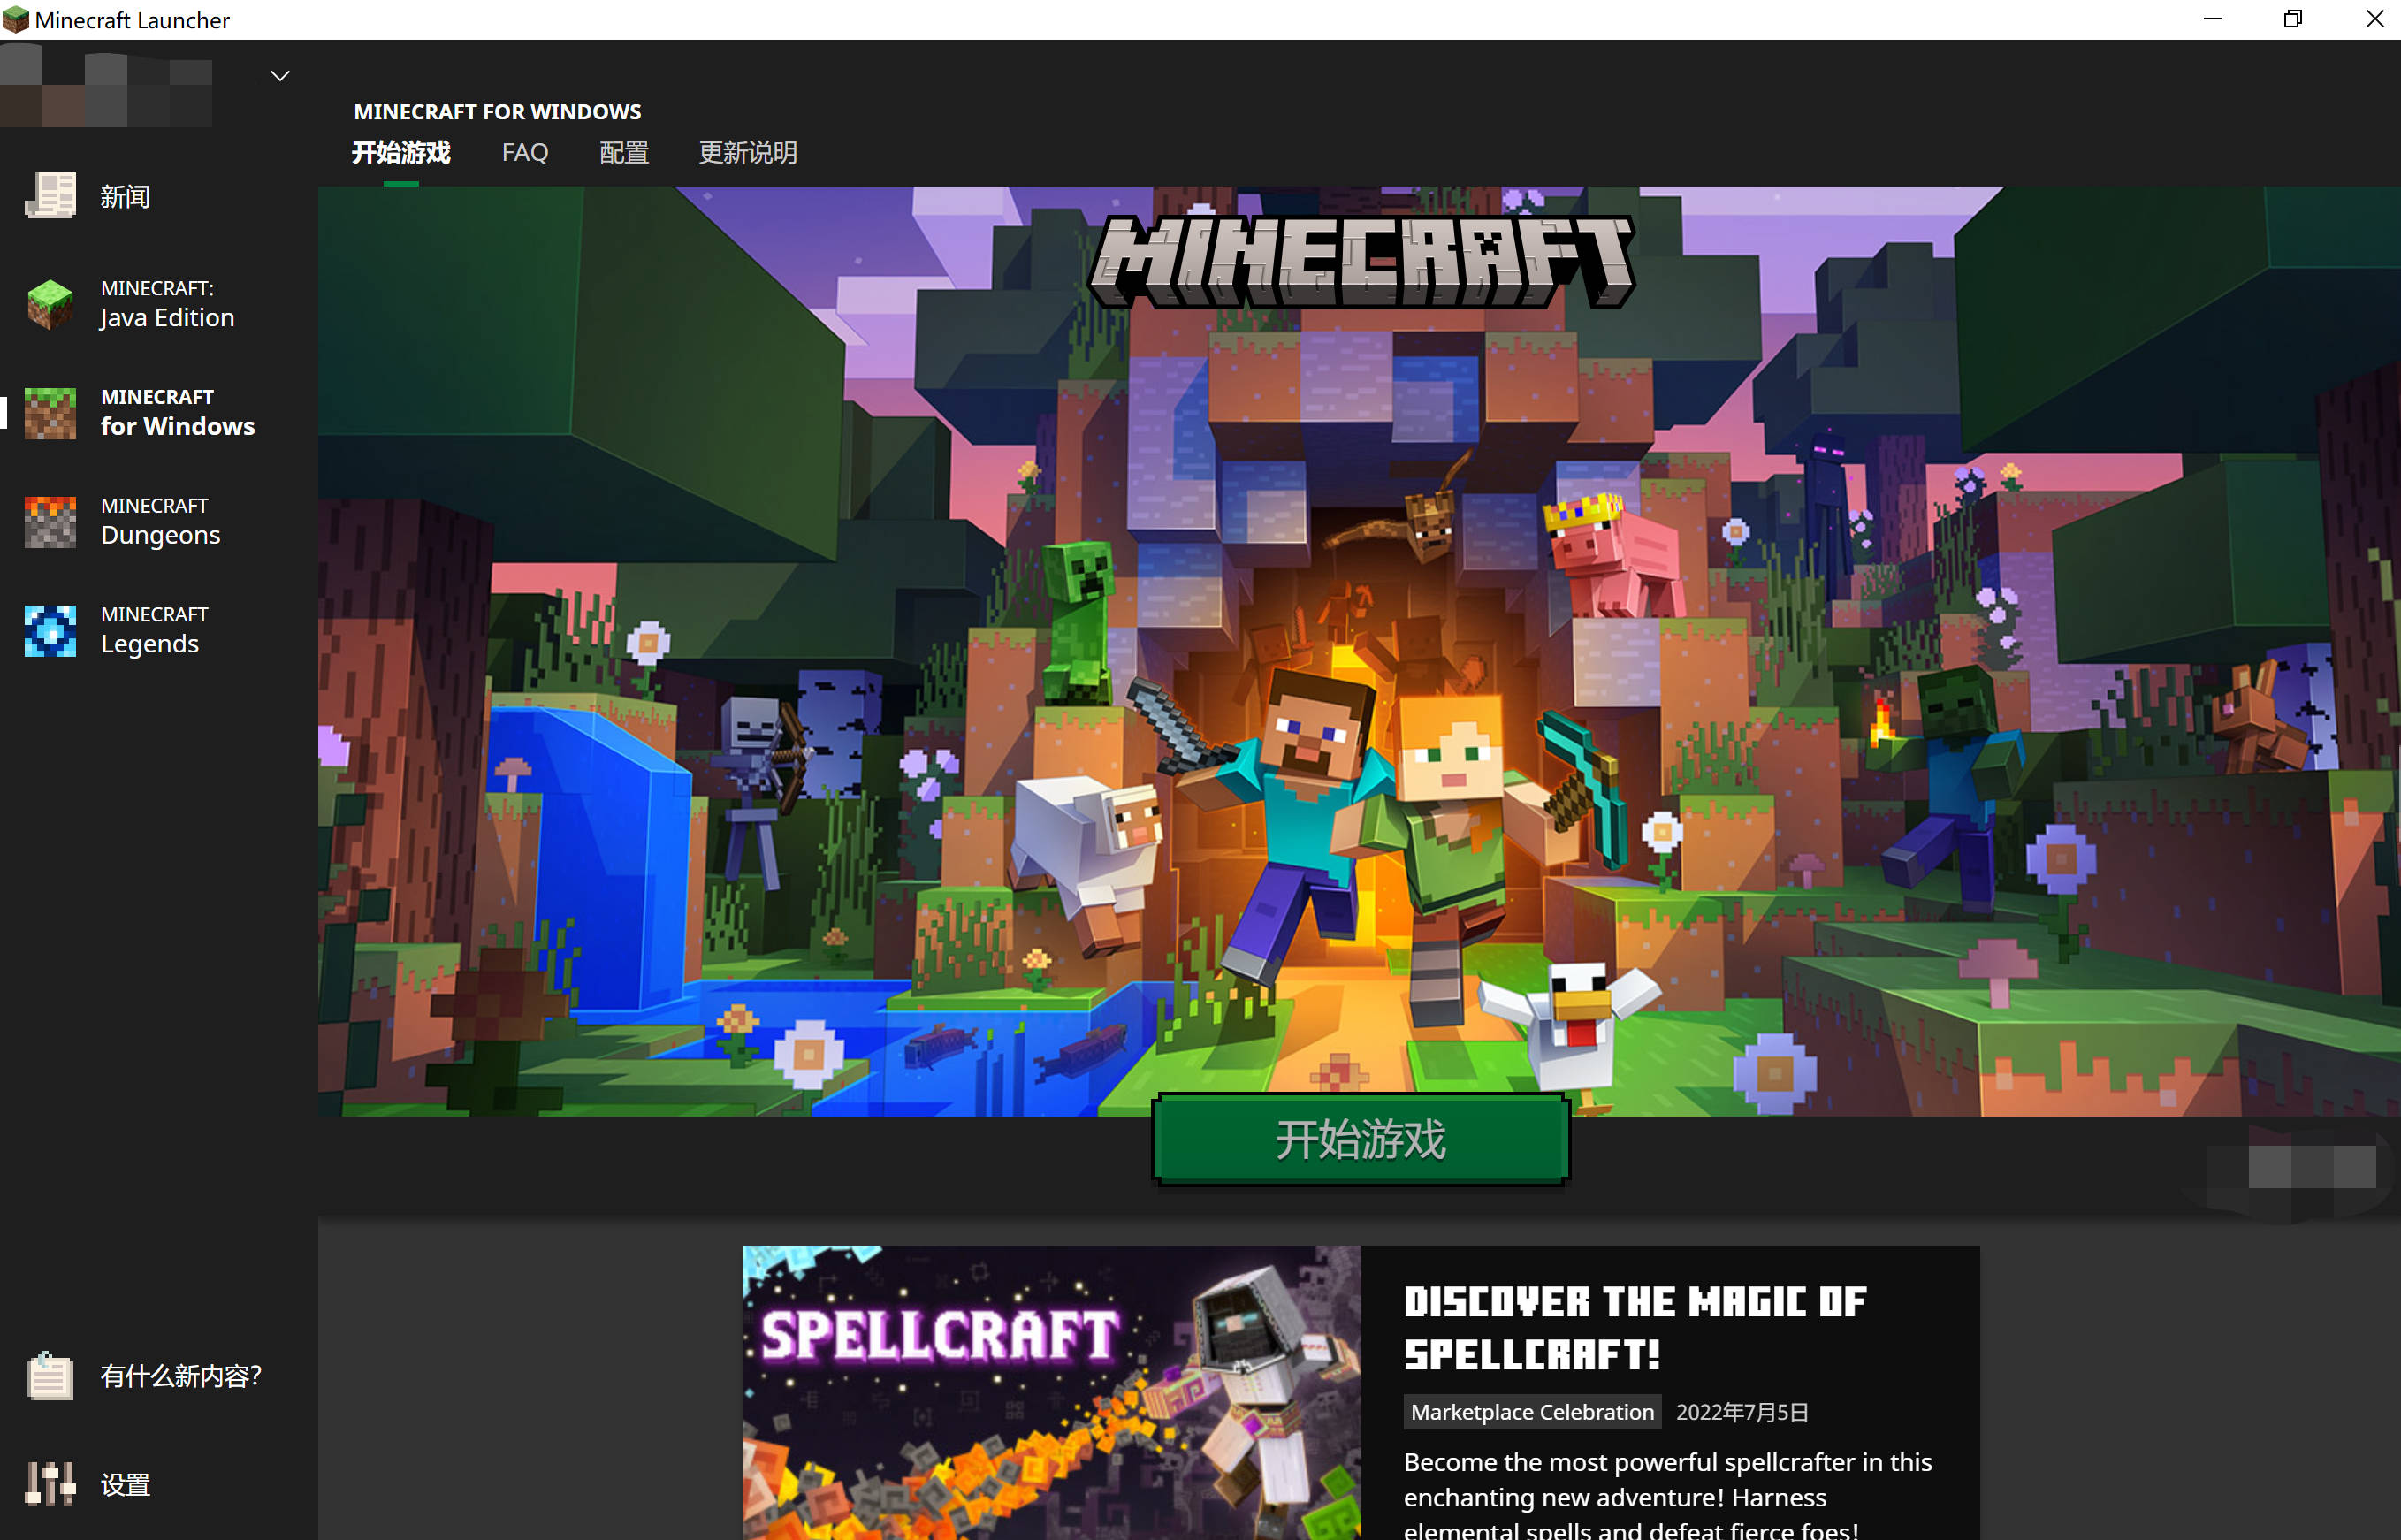 Minecraft Launcher
MINECRAFT FOR WINDOWS
开始游戏
FAQ
配置
更新说明
新闻
MINECRAFT:
Java Edition
MINECRAFT
for Windows
MINECRAFT
Dungeons
MINECRAFT
Legends
有什么新内容?
设置
MINECRAFT
开始游戏
SPELLCRAFT
DISCOVER THE MAGIC OF
SPELLCRAFT!
Marketplace Celebration
2022年7月5日
Become the most powerful spellcrafter in this
enchanting new adventure! Harness
elemental spells and defeat fierce foes!